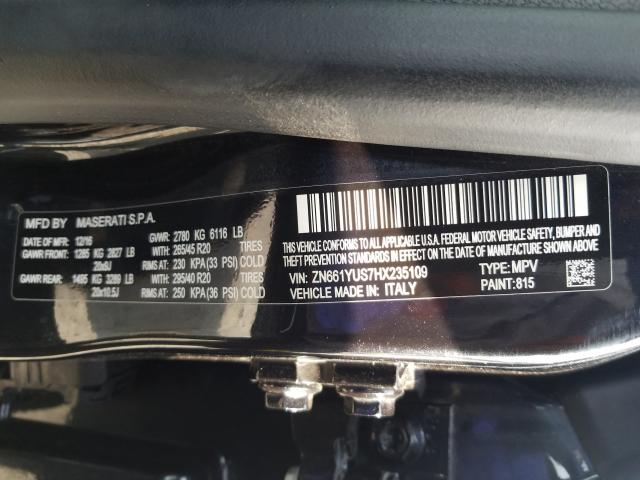 MFD BY MASERATI S.P.A.
DATE OF MFR: 12/16 GVWR: 2780 KG 6116 LB
GAWR FRONT: 1285 KG 2827 LB WITH: 265/45 R20 TIRES
20x9J RIMS AT: 230 KPA (33 PSI) COLD
GAWR REAR: 1495 KG 3289 LB WITH: 295/40 R20 TIRES
20x10.5J RIMS AT: 250 KPA (36 PSI) COLD
THIS VEHICLE CONFORMS TO ALL APPLICABLE U.S.A. FEDERAL MOTOR VEHICLE SAFETY, BUMPER AND
THEFT PREVENTION STANDARDS IN EFFECT ON THE DATE OF MANUFACTURE SHOWN ABOVE.
VIN: ZN661YUS7HX235109 TYPE: MPV
VEHICLE MADE IN: ITALY PAINT: 815